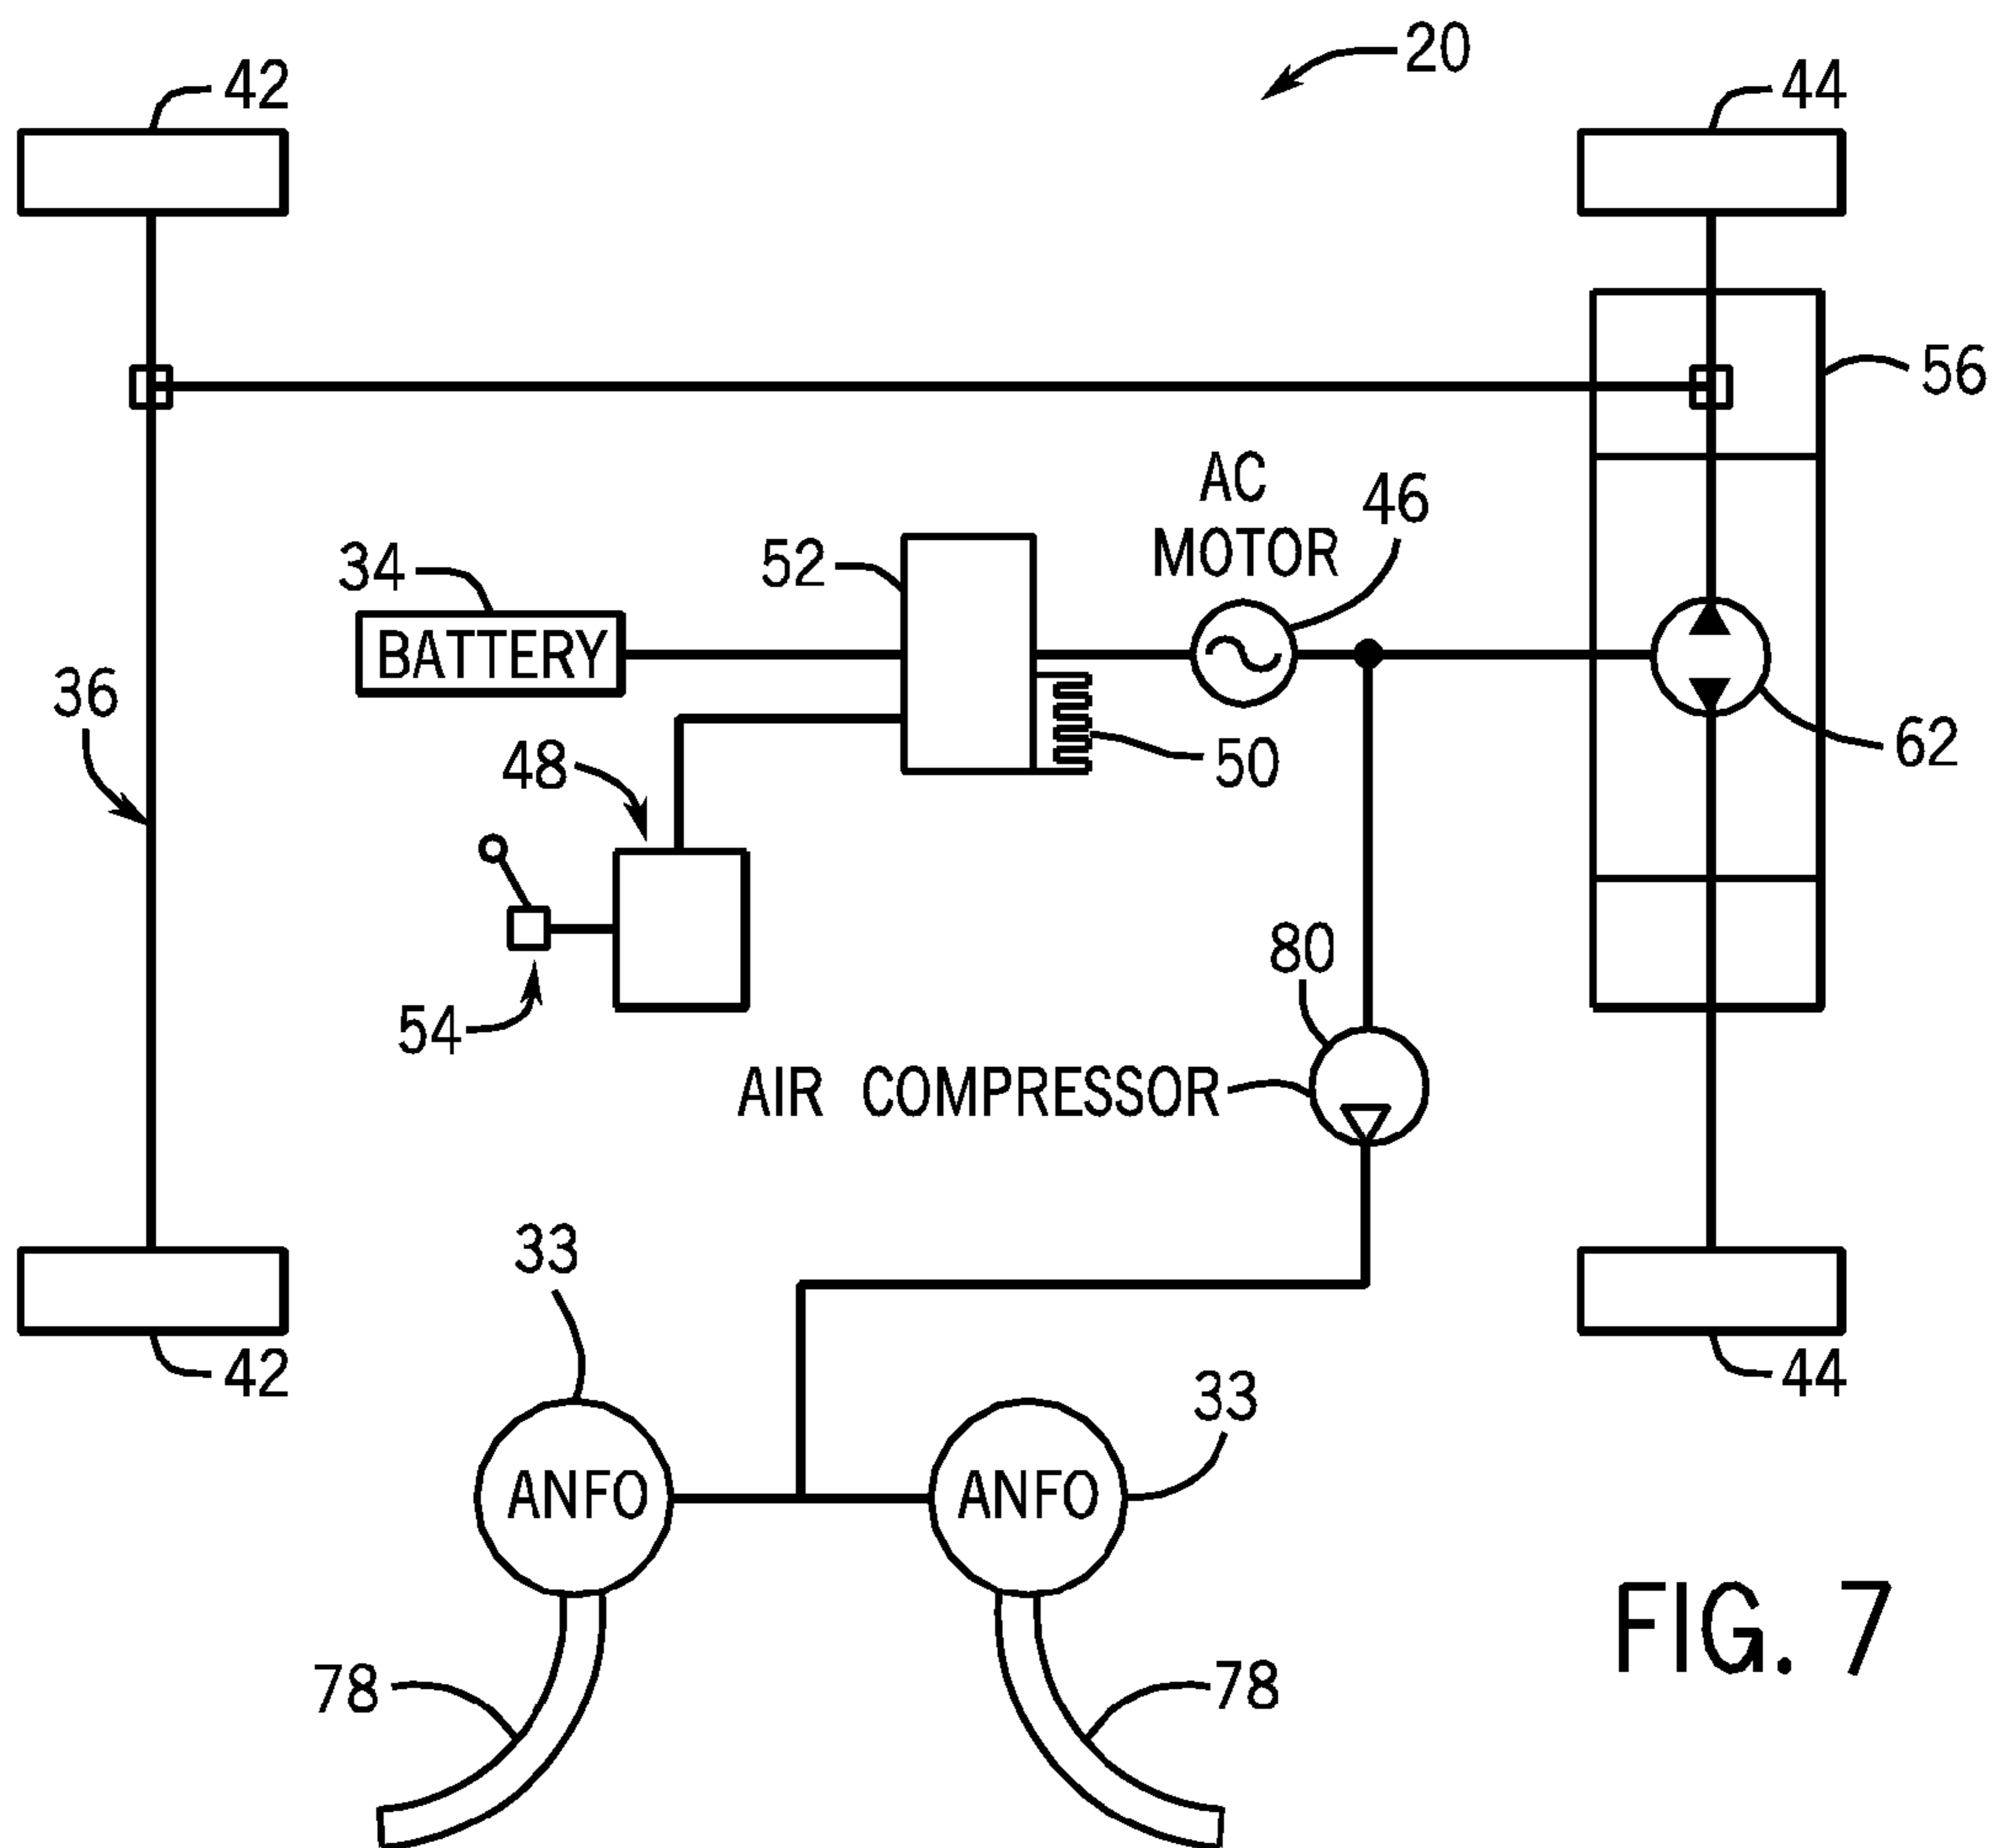 20
42
44
56
AC
MOTOR
46
34
52
BATTERY
36
48
50
62
54
80
AIR COMPRESSOR
33
42
44
33
ANFO
ANFO
78
78
FIG. 7